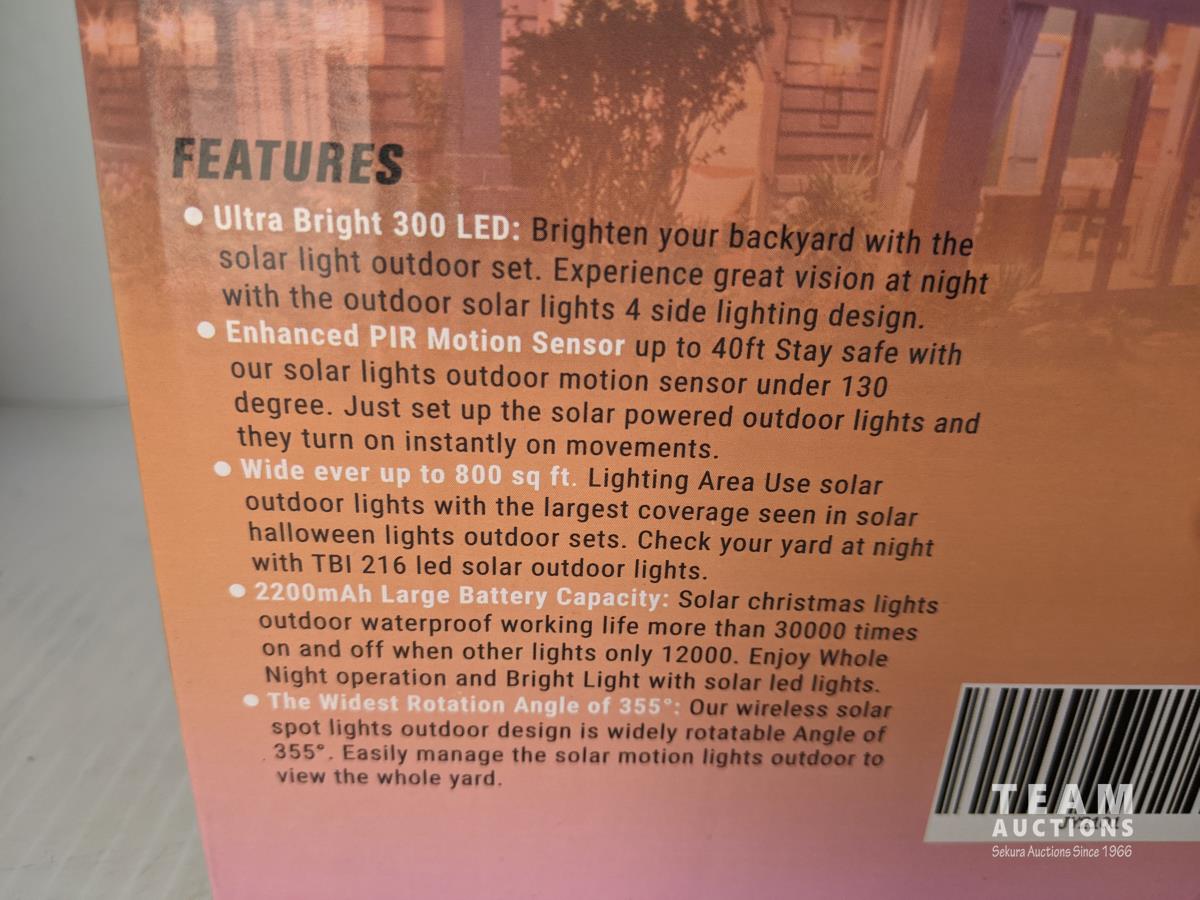 FEATURES
● Ultra Bright 300 LED: Brighten your backyard with the
solar light outdoor set. Experience great vision at night
with the outdoor solar lights 4 side lighting design.
● Enhanced PIR Motion Sensor up to 40ft Stay safe with
our solar lights outdoor motion sensor under 130
degree. Just set up the solar powered outdoor lights and
they turn on instantly on movements.
● Wide ever up to 800 sq ft. Lighting Area Use solar
outdoor lights with the largest coverage seen in solar
halloween lights outdoor sets. Check your yard at night
with TBI 216 led solar outdoor lights.
● 2200mAh Large Battery Capacity: Solar christmas lights
outdoor waterproof working life more than 30000 times
on and off when other lights only 12000. Enjoy Whole
Night operation and Bright Light with solar led lights.
● The Widest Rotation Angle of 355°: Our wireless solar
spot lights outdoor design is widely rotatable Angle of
355°. Easily manage the solar motion lights outdoor to
view the whole yard.
TEAM
AUCTIONS
Sekura Auctions Since 1966